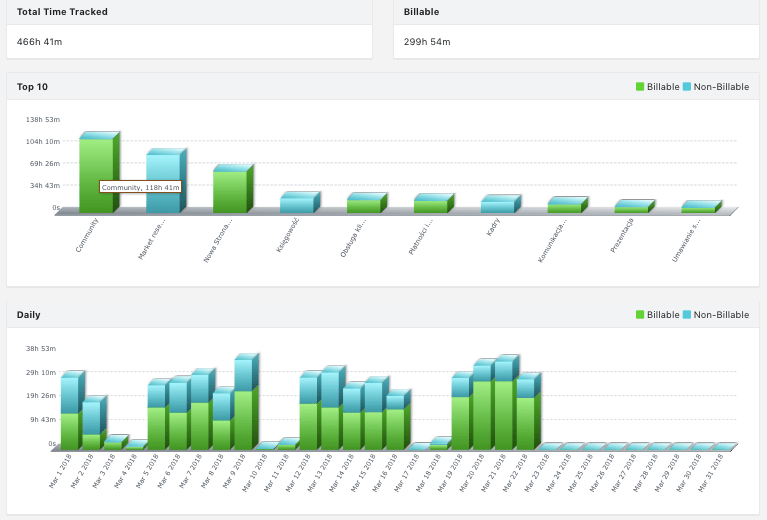 Total Time Tracked
Billable
466h 41m
299h 54m
Top 10
Billable Non-Billable
138h 53m
104h 10m
69h 26m
34h 43m
0s
Community, 118h 41m
Community
Market rese...
Nowa Strona...
Księgowość
Obsługa kli...
Płatności i...
Kadry
Komunikacja...
Prezentacja
Umawianie s...
Daily
Billable Non-Billable
38h 53m
29h 10m
19h 26m
9h 43m
0s
Mar 1 2018
Mar 2 2018
Mar 3 2018
Mar 4 2018
Mar 5 2018
Mar 6 2018
Mar 7 2018
Mar 8 2018
Mar 9 2018
Mar 10 2018
Mar 11 2018
Mar 12 2018
Mar 13 2018
Mar 14 2018
Mar 15 2018
Mar 16 2018
Mar 17 2018
Mar 18 2018
Mar 19 2018
Mar 20 2018
Mar 21 2018
Mar 22 2018
Mar 23 2018
Mar 24 2018
Mar 25 2018
Mar 26 2018
Mar 27 2018
Mar 28 2018
Mar 29 2018
Mar 30 2018
Mar 31 2018